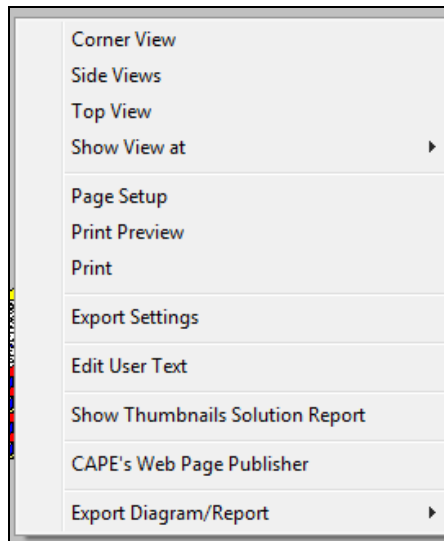 Corner View
Side Views
Top View
Show View at
Page Setup
Print Preview
Print
Export Settings
Edit User Text
Show Thumbnails Solution Report
CAPE's Web Page Publisher
Export Diagram/Report